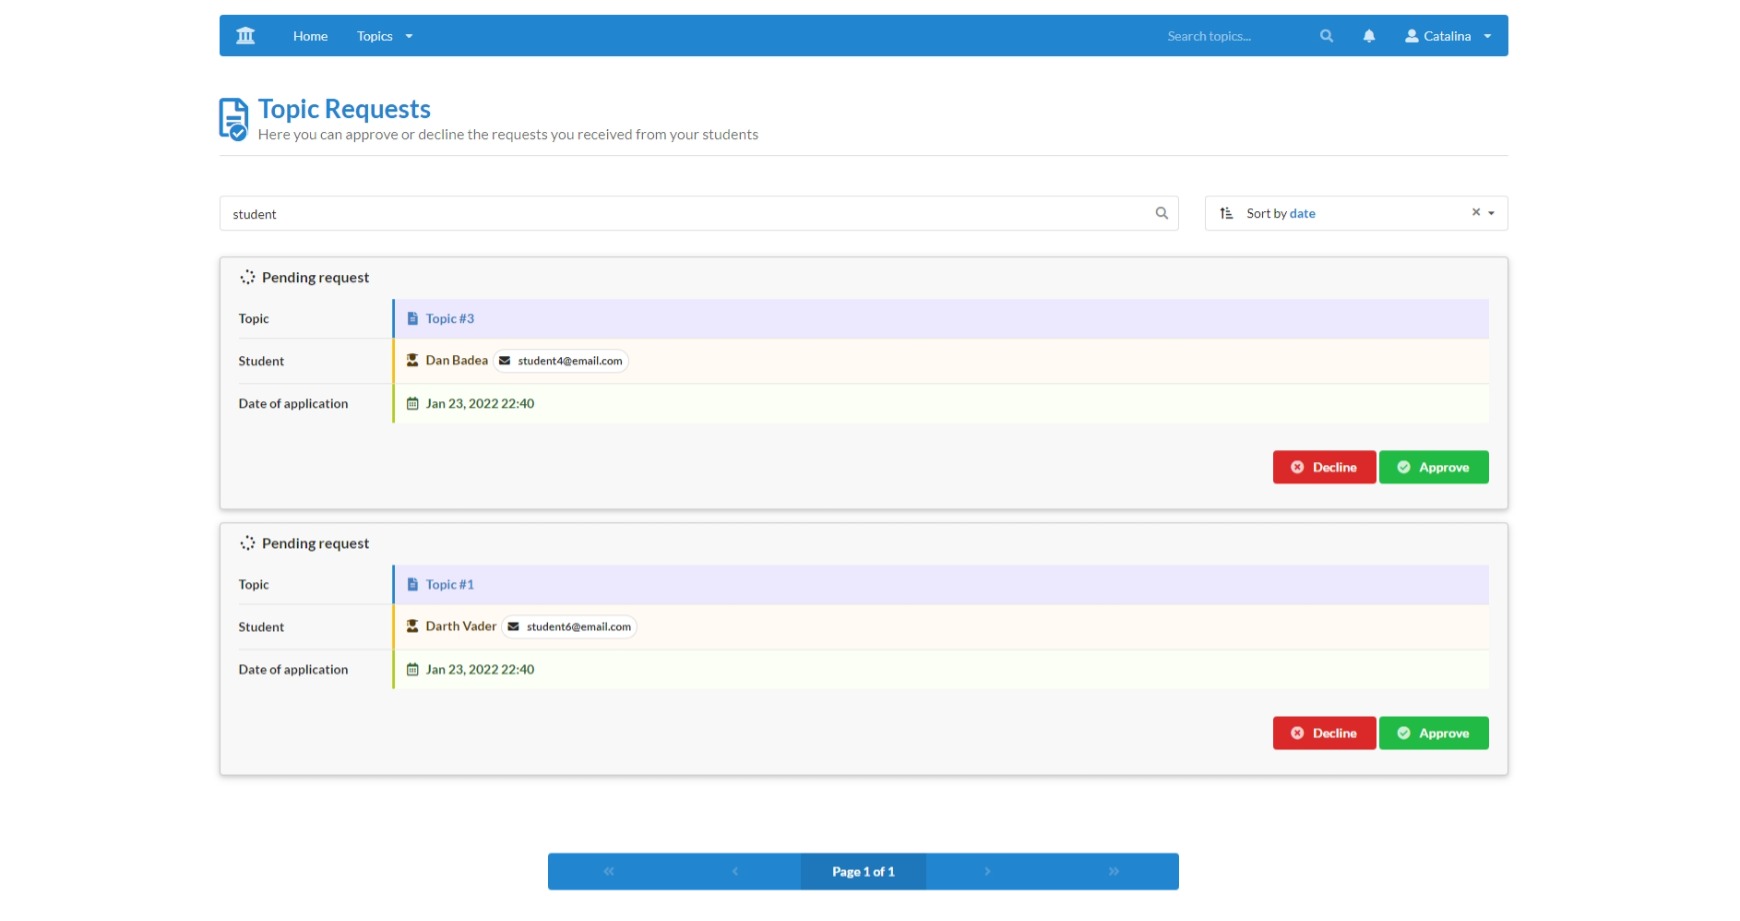 Home Topics Search topics... Catalina
Topic Requests
Here you can approve or decline the requests you received from your students
student Sort by date
Pending request
Topic Topic #3
Student Dan Badea student4@email.com
Date of application Jan 23, 2022 22:40
Decline Approve
Pending request
Topic Topic #1
Student Darth Vader student6@email.com
Date of application Jan 23, 2022 22:40
Decline Approve
« ‹ Page 1 of 1 › »